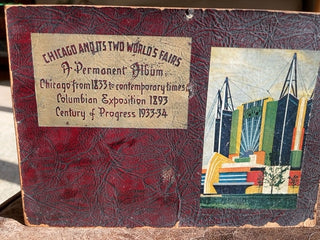 CHICAGO AND ITS TWO WORLD'S FAIRS
A Permanent Album
Chicago from 1833 to contemporary times
Columbian Exposition 1893
Century of Progress 1933-34